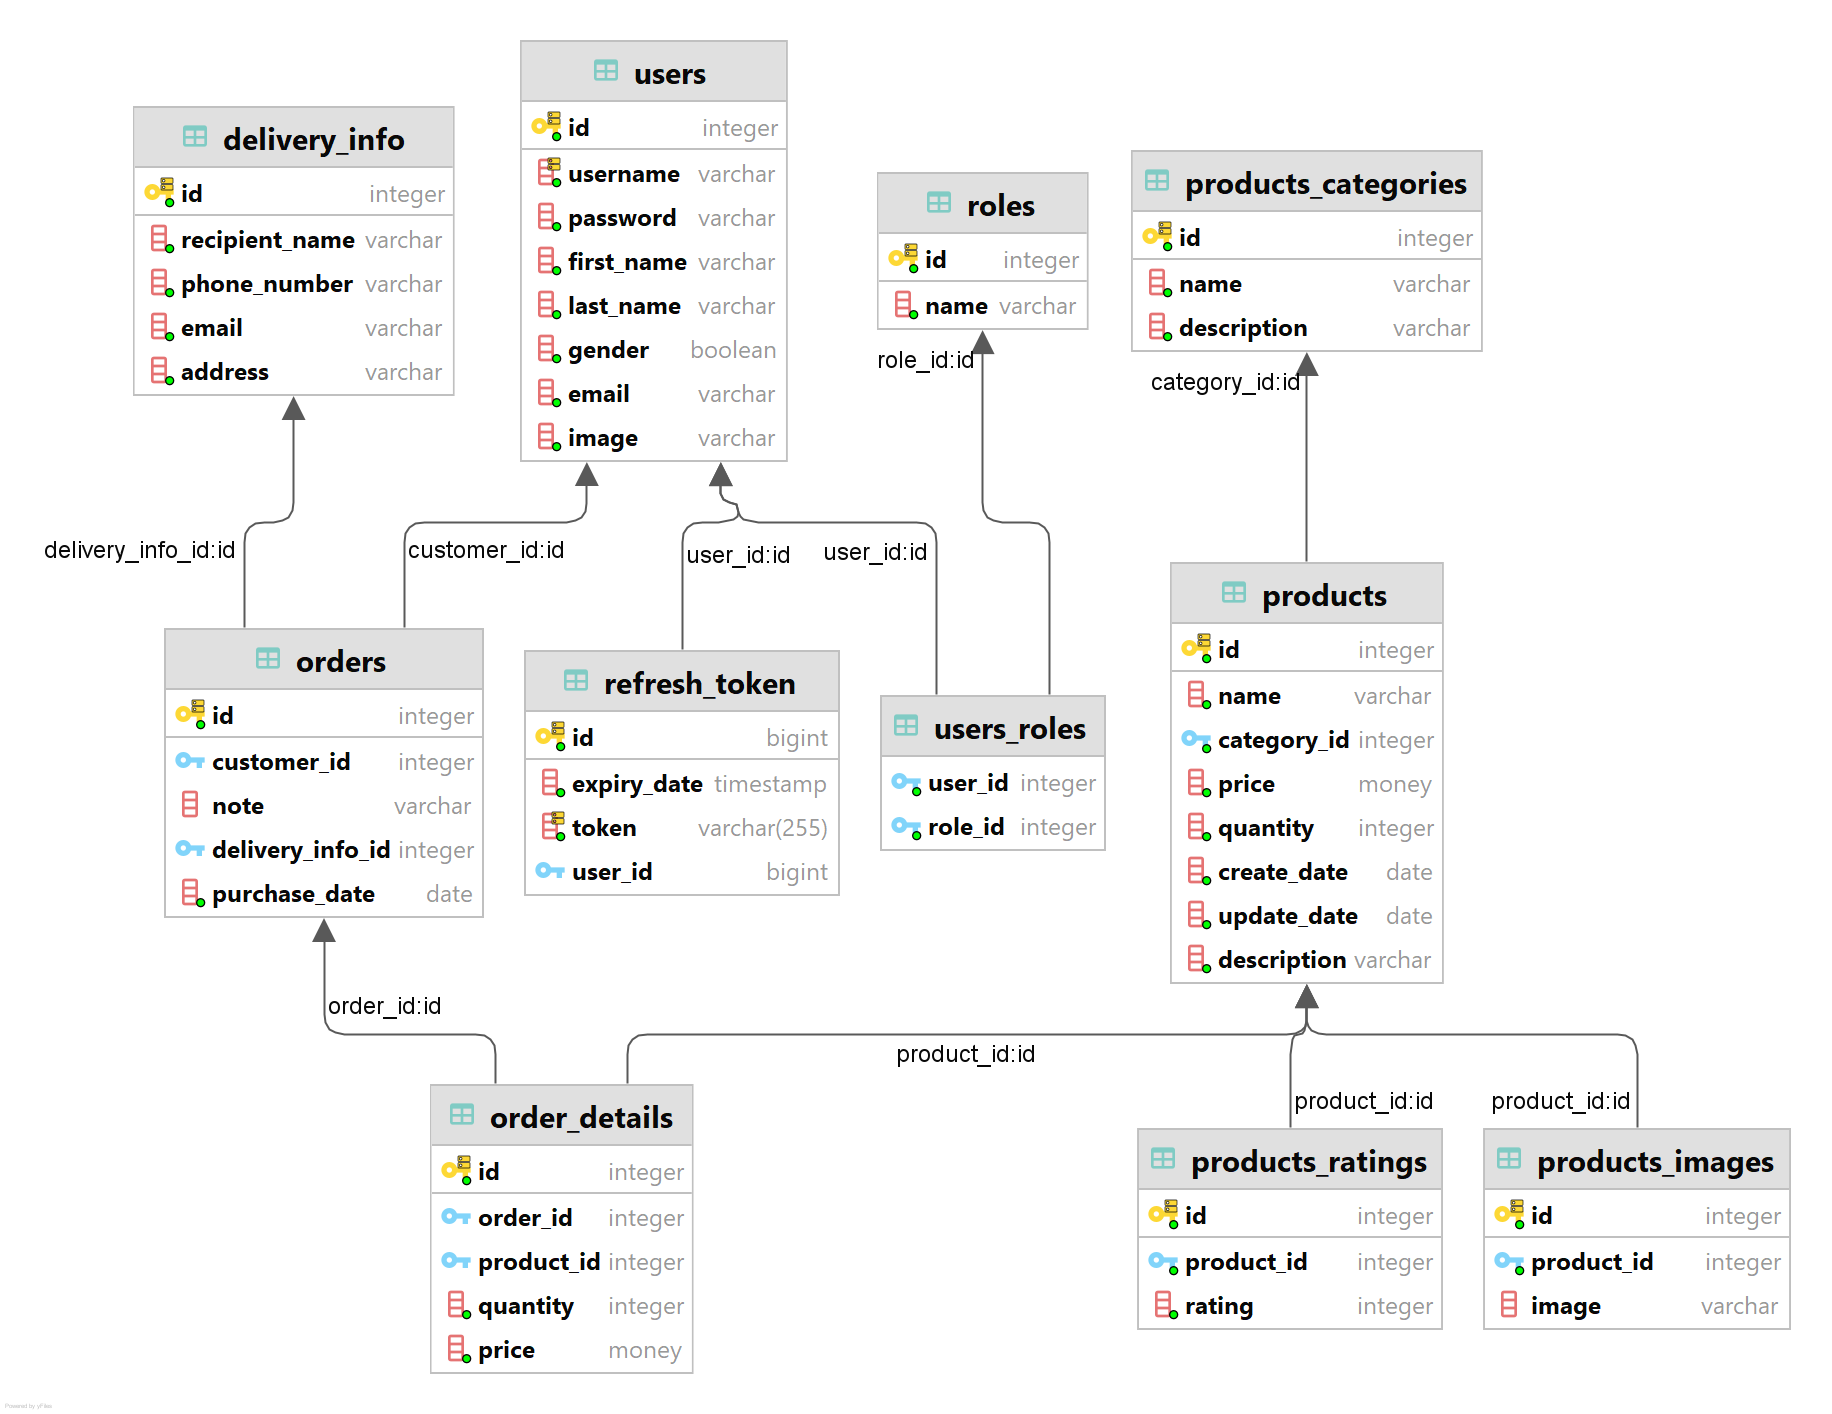 users
id integer
username varchar
password varchar
first_name varchar
last_name varchar
gender boolean
email varchar
image varchar
delivery_info
id integer
recipient_name varchar
phone_number varchar
email varchar
address varchar
roles
id integer
name varchar
products_categories
id integer
name varchar
description varchar
role_id:id
category_id:id
delivery_info_id:id
customer_id:id
user_id:id
user_id:id
orders
id integer
customer_id integer
note varchar
delivery_info_id integer
purchase_date date
refresh_token
id bigint
expiry_date timestamp
token varchar(255)
user_id bigint
users_roles
user_id integer
role_id integer
products
id integer
name varchar
category_id integer
price money
quantity integer
create_date date
update_date date
description varchar
order_id:id
product_id:id
product_id:id
product_id:id
order_details
id integer
order_id integer
product_id integer
quantity integer
price money
products_ratings
id integer
product_id integer
rating integer
products_images
id integer
product_id integer
image varchar
Powered by yFiles